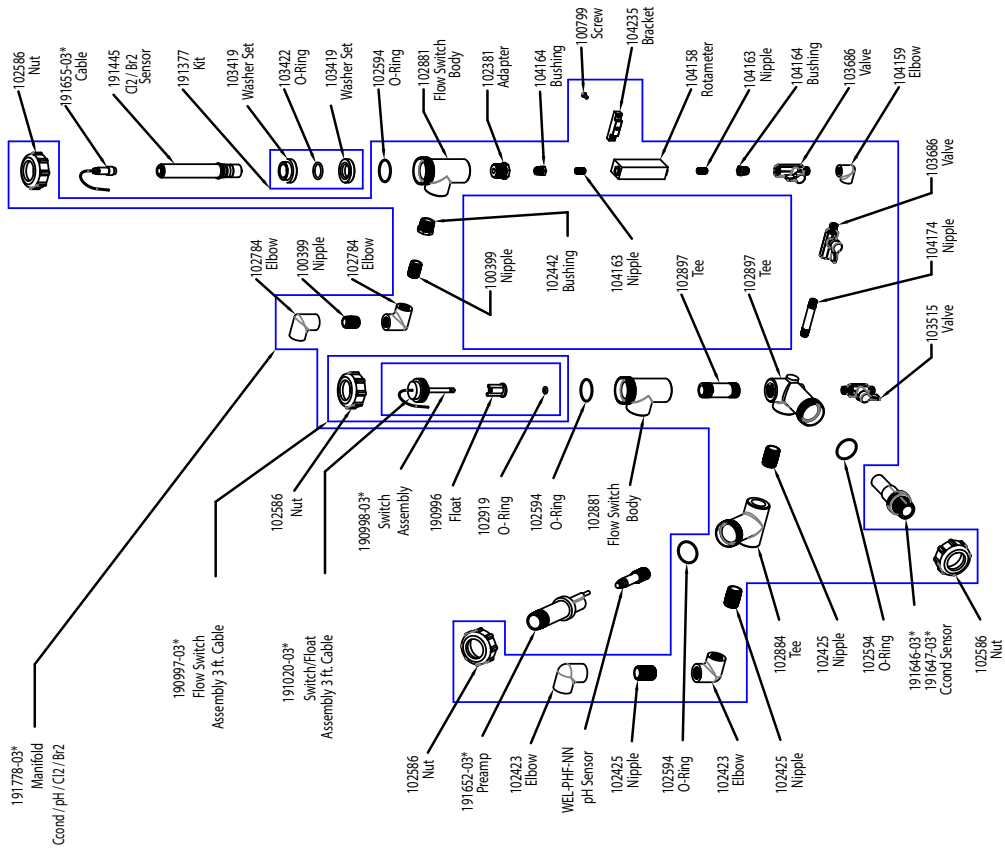 102586
Nut
191655-03*
Cable
191445
Cl2 / Br2
Sensor
191377
Kit
103419
Washer Set
103422
O-Ring
103419
Washer Set
102594
O-Ring
102881
Flow Switch
Body
102381
Adapter
104164
Bushing
100799
Screw
104235
Bracket
104158
Rotameter
104163
Nipple
104164
Bushing
103686
Valve
104159
Elbow
103686
Valve
104174
Nipple
103515
Valve
102784
Elbow
100399
Nipple
102784
Elbow
100399
Nipple
102442
Bushing
104163
Nipple
102897
Tee
102897
Tee
102586
Nut
190998-03*
Switch
Assembly
190996
Float
102919
O-Ring
102594
O-Ring
102881
Flow Switch
Body
191778-03*
Manifold
Ccond / pH / Cl2 / Br2
190997-03*
Flow Switch
Assembly 3 ft. Cable
191020-03*
Switch/Float
Assembly 3 ft. Cable
102586
Nut
191652-03*
Preamp
102423
Elbow
WEL-PHF-NN
pH Sensor
102425
Nipple
102594
O-Ring
102423
Elbow
102425
Nipple
102884
Tee
102425
Nipple
102594
O-Ring
191646-03*
191647-03*
Ccond Sensor
102586
Nut